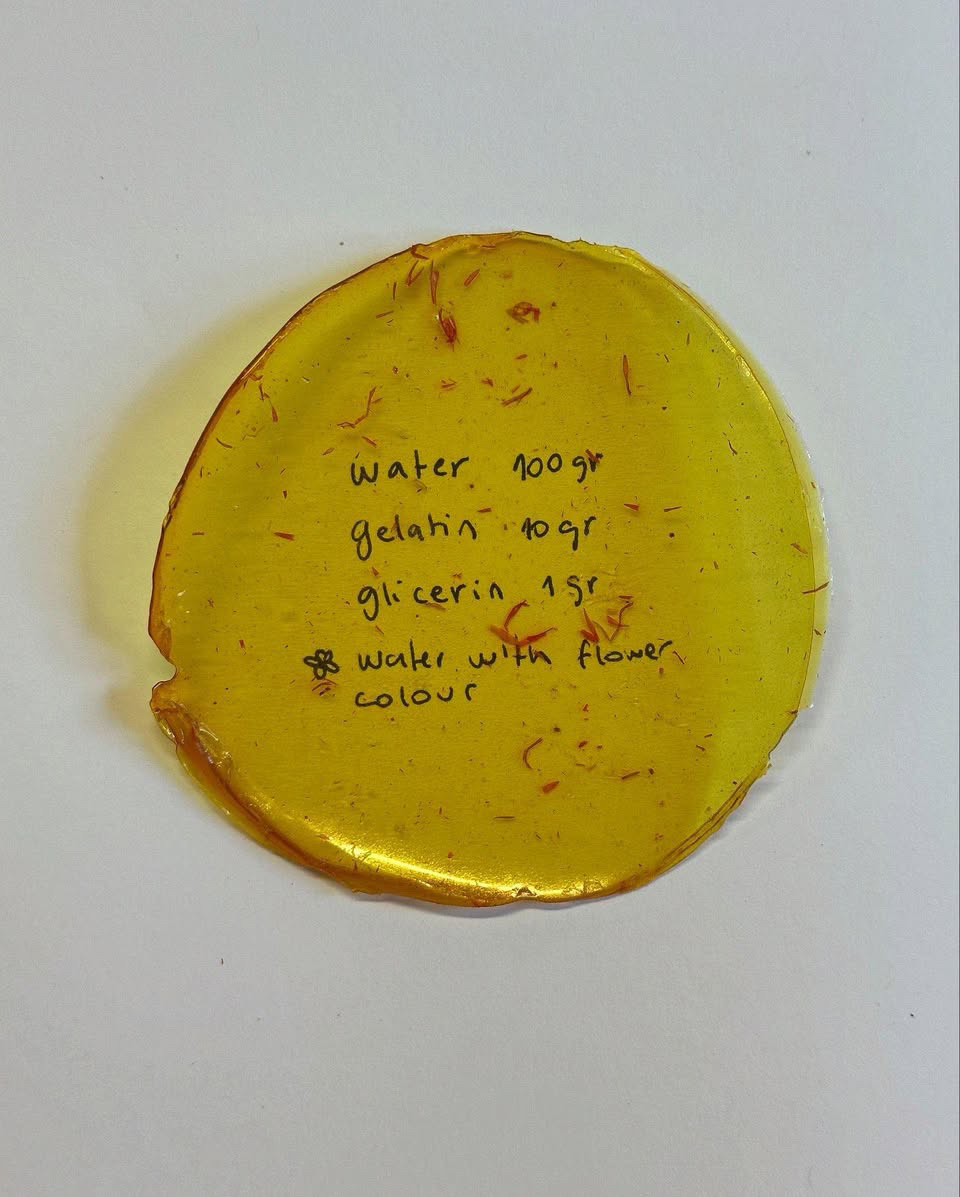 water 100gr
gelatin 10gr
glicerin 1gr
water with flower
colour